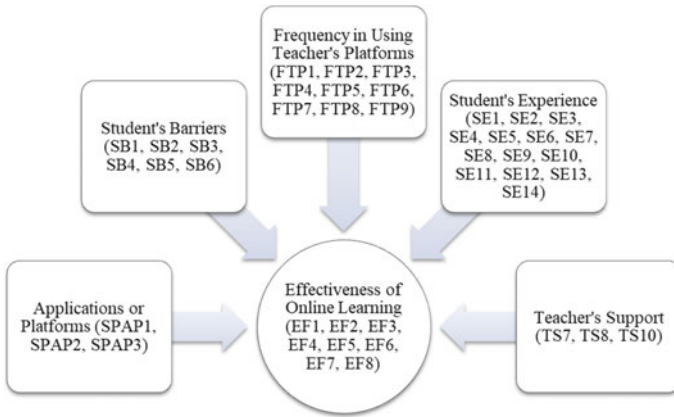 Frequency in Using
Teacher's Platforms
(FTP1, FTP2, FTP3,
FTP4, FTP5, FTP6,
FTP7, FTP8, FTP9)
Student's Barriers
(SB1, SB2, SB3,
SB4, SB5, SB6)
Student's Experience
(SE1, SE2, SE3,
SE4, SE5, SE6, SE7,
SE8, SE9, SE10,
SE11, SE12, SE13,
SE14)
Applications or
Platforms (SPAP1,
SPAP2, SPAP3)
Effectiveness of
Online Learning
(EF1, EF2, EF3,
EF4, EF5, EF6,
EF7, EF8)
Teacher's Support
(TS7, TS8, TS10)